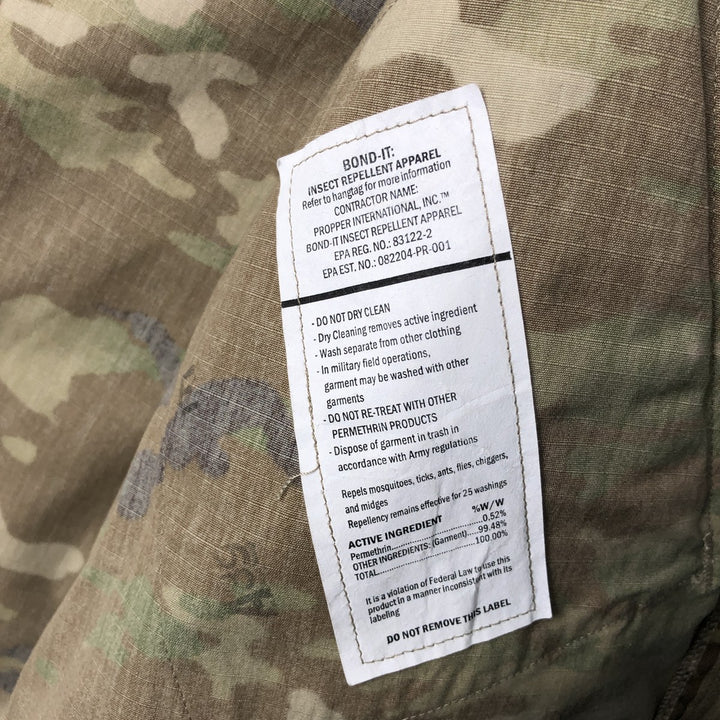 BOND-IT:
INSECT REPELLENT APPAREL
Refer to hangtag for more information
CONTRACTOR NAME:
PROPPER INTERNATIONAL, INC.™
BOND-IT INSECT REPELLENT APPAREL
EPA REG. NO.: 83122-2
EPA EST. NO.: 082204-PR-001
- DO NOT DRY CLEAN
- Dry Cleaning removes active ingredient
- Wash separate from other clothing
- In military field operations,
garment may be washed with other
garments
- DO NOT RE-TREAT WITH OTHER
PERMETHRIN PRODUCTS
- Dispose of garment in trash in
accordance with Army regulations
Repels mosquitoes, ticks, ants, flies, chiggers,
and midges
Repellency remains effective for 25 washings
ACTIVE INGREDIENT %W/W
Permethrin.....................0.52%
OTHER INGREDIENTS: (Garment).....99.48%
TOTAL..............................100.00%
It is a violation of Federal Law to use this
product in a manner inconsistent with its
labeling
DO NOT REMOVE THIS LABEL